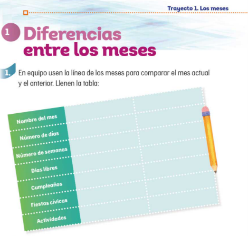 Trayecto 1. Los meses
1 Diferencias
entre los meses
1. En equipo usen la línea de los meses para comparar el mes actual
y el anterior. Llenen la tabla:
Nombre del mes
Número de días
Número de semanas
Días libres
Cumpleaños
Fiestas cívicas
Actividades